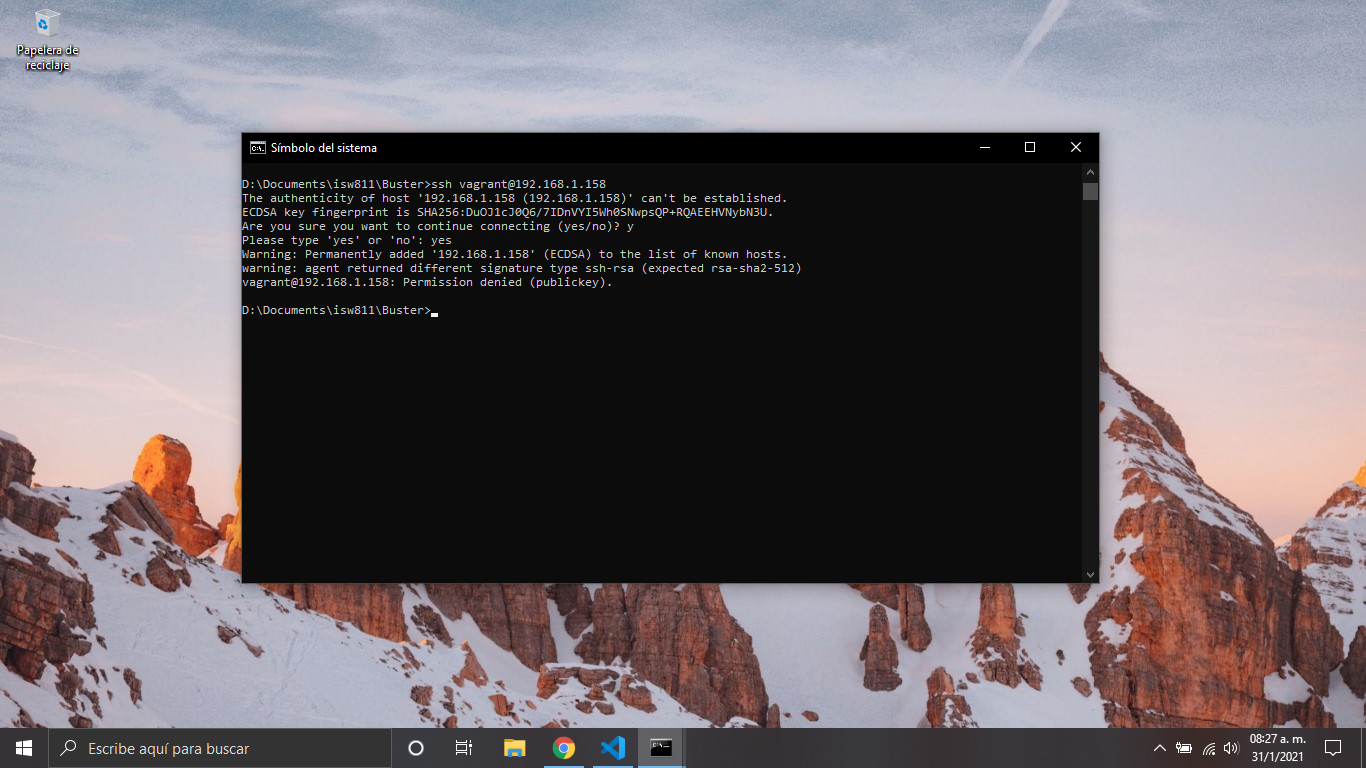 Papelera de
reciclaje
Símbolo del sistema
D:\Documents\isw811\Buster>ssh vagrant@192.168.1.158
The authenticity of host '192.168.1.158 (192.168.1.158)' can't be established.
ECDSA key fingerprint is SHA256:DuOJ1cJ0Q6/7IDnVYI5Wh0SNwpsQP+RQAEEHVNybN3U.
Are you sure you want to continue connecting (yes/no)? y
Please type 'yes' or 'no': yes
Warning: Permanently added '192.168.1.158' (ECDSA) to the list of known hosts.
warning: agent returned different signature type ssh-rsa (expected rsa-sha2-512)
vagrant@192.168.1.158: Permission denied (publickey).
D:\Documents\isw811\Buster>
Escribe aquí para buscar
08:27 a. m.
31/1/2021